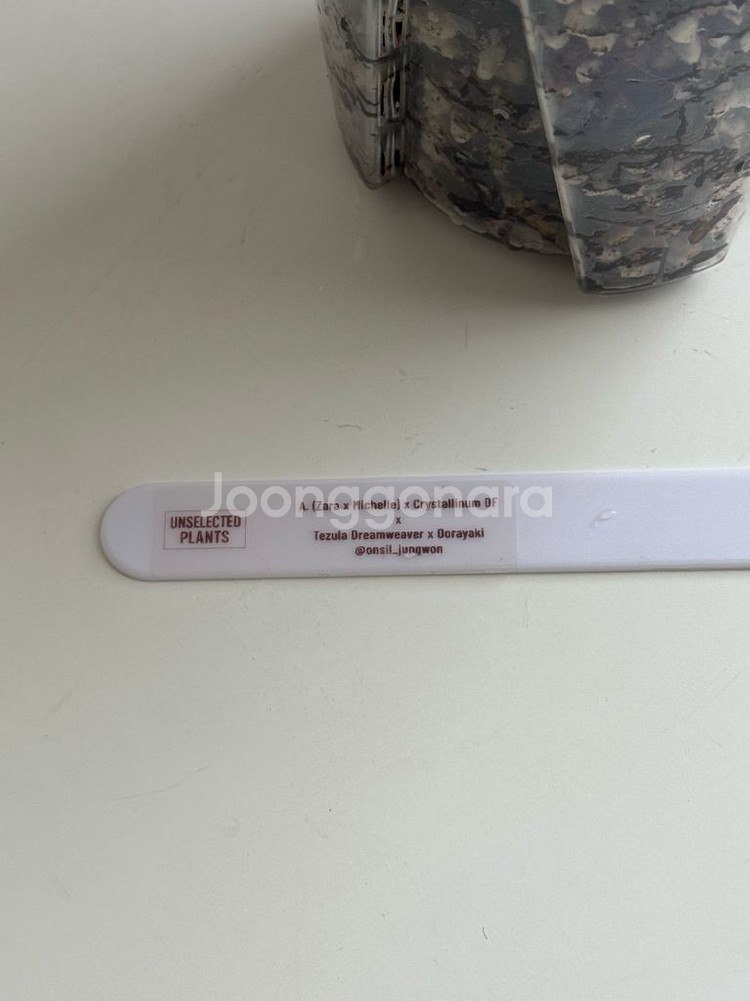 Joonggonara
UNSELECTED
PLANTS
A. (Zara x Michelle) x Crystallinum DF
x
Tezula Dreamweaver x Dorayaki
@onsil_jungwon